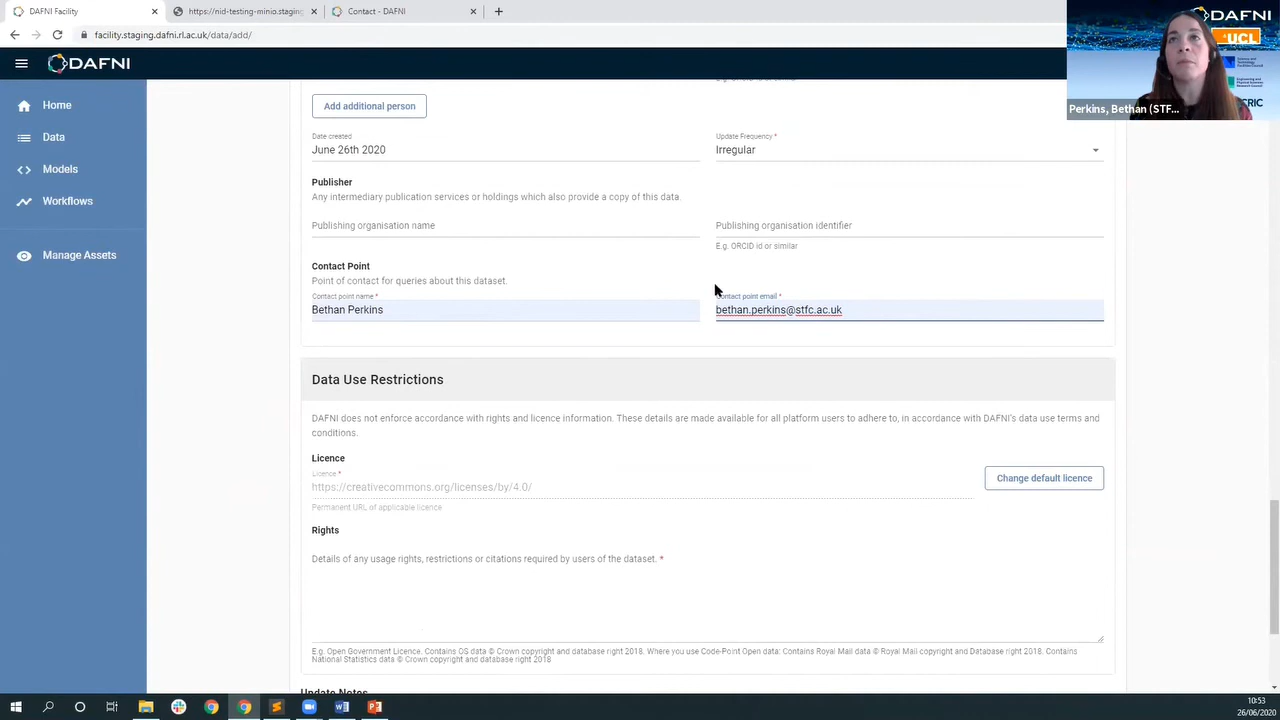 DAFNI Facility
https://nid-testing-minio.staging
Contact - DAFNI
facility.staging.dafni.rl.ac.uk/data/add/
DAFNI
DAFNI
UCL
Perkins, Bethan (STF...
Home
Data
Models
Workflows
Manage Assets
Add additional person
Date created
June 26th 2020
Update Frequency *
Irregular
Publisher
Any intermediary publication services or holdings which also provide a copy of this data.
Publishing organisation name
Publishing organisation identifier
E.g. ORCID id or similar
Contact Point
Point of contact for queries about this dataset.
Contact point name *
Bethan Perkins
Contact point email *
bethan.perkins@stfc.ac.uk
Data Use Restrictions
DAFNI does not enforce accordance with rights and licence information. These details are made available for all platform users to adhere to, in accordance with DAFNI's data use terms and
conditions.
Licence
Licence *
https://creativecommons.org/licenses/by/4.0/
Permanent URL of applicable licence
Change default licence
Rights
Details of any usage rights, restrictions or citations required by users of the dataset. *
E.g. Open Government Licence. Contains OS data © Crown copyright and database right 2018. Where you use Code-Point Open data: Contains Royal Mail data © Royal Mail copyright and Database right 2018. Contains
National Statistics data © Crown copyright and database right 2018
Update Notes
10:53
26/06/2020